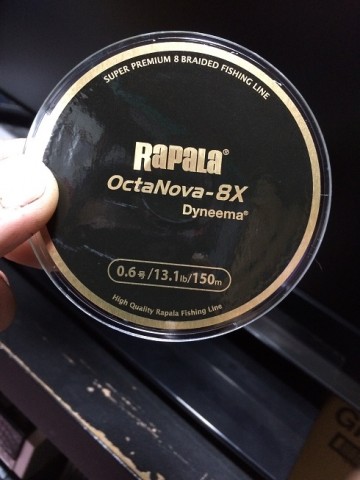 SUPER PREMIUM 8 BRAIDED FISHING LINE
Rapala®
OctaNova-8X
Dyneema®
0.6号/13.1lb/150m
High Quality Rapala Fishing Line